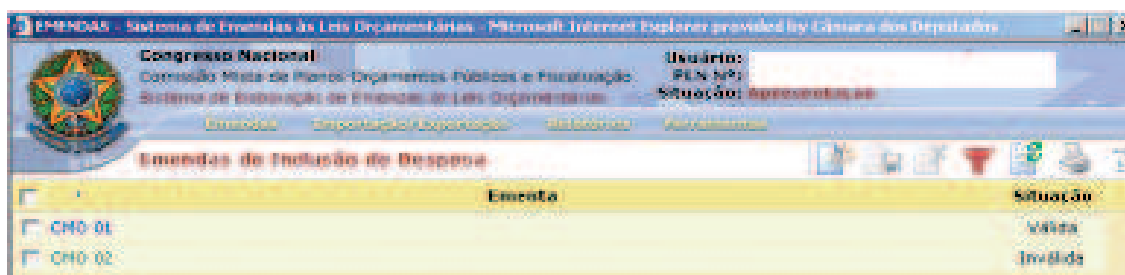 EMENDAS - Sistema de Emendas às Leis Orçamentárias - Microsoft Internet Explorer provided by Câmara dos Deputados
Congresso Nacional
Comissão Mista de Planos Orçamentos Públicos e Fiscalização
Sistema de Elaboração de Emendas às Leis Orçamentárias
Usuário:
PLN Nº:
Situação: Apresentação
Emendas Importação/Exportação Relatórios Ferramentas
Emendas de Inclusão de Despesa
Ementa Situação
CMO 01 Válida
CMO 02 Inválida